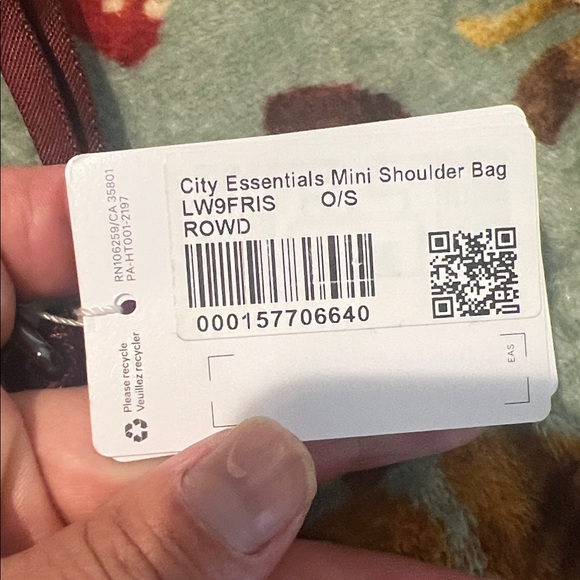 City Essentials Mini Shoulder Bag
LW9FRIS O/S
ROWD
000157706640
RN106259/CA 35801
PA-HT001-2197
Please recycle
Veuillez recycler
EAS